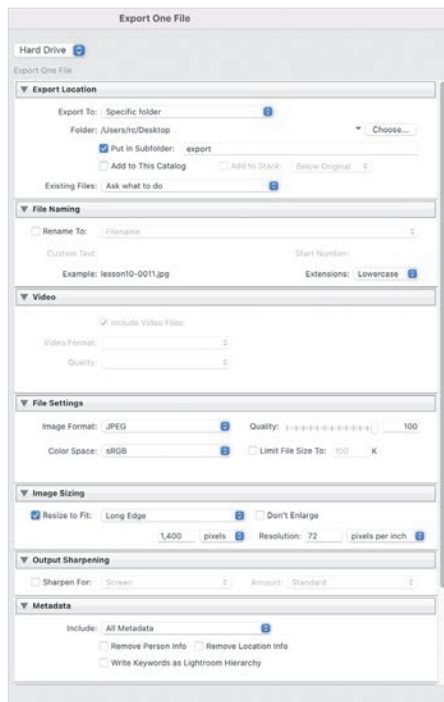 Export One File
Hard Drive
Export One File
Export Location
Export To: Specific folder
Folder: /Users/rc/Desktop Choose...
Put in Subfolder: export
Add to This Catalog Add to Stack: Below Original
Existing Files: Ask what to do
File Naming
Rename To: Filename
Custom Text: Start Number:
Example: lesson10-0011.jpg Extensions: Lowercase
Video
Include Video Files:
Video Format:
Quality:
File Settings
Image Format: JPEG Quality: 100
Color Space: sRGB Limit File Size To: 100 K
Image Sizing
Resize to Fit: Long Edge Don't Enlarge
1,400 pixels Resolution: 72 pixels per inch
Output Sharpening
Sharpen For: Screen Amount: Standard
Metadata
Include: All Metadata
Remove Person Info Remove Location Info
Write Keywords as Lightroom Hierarchy